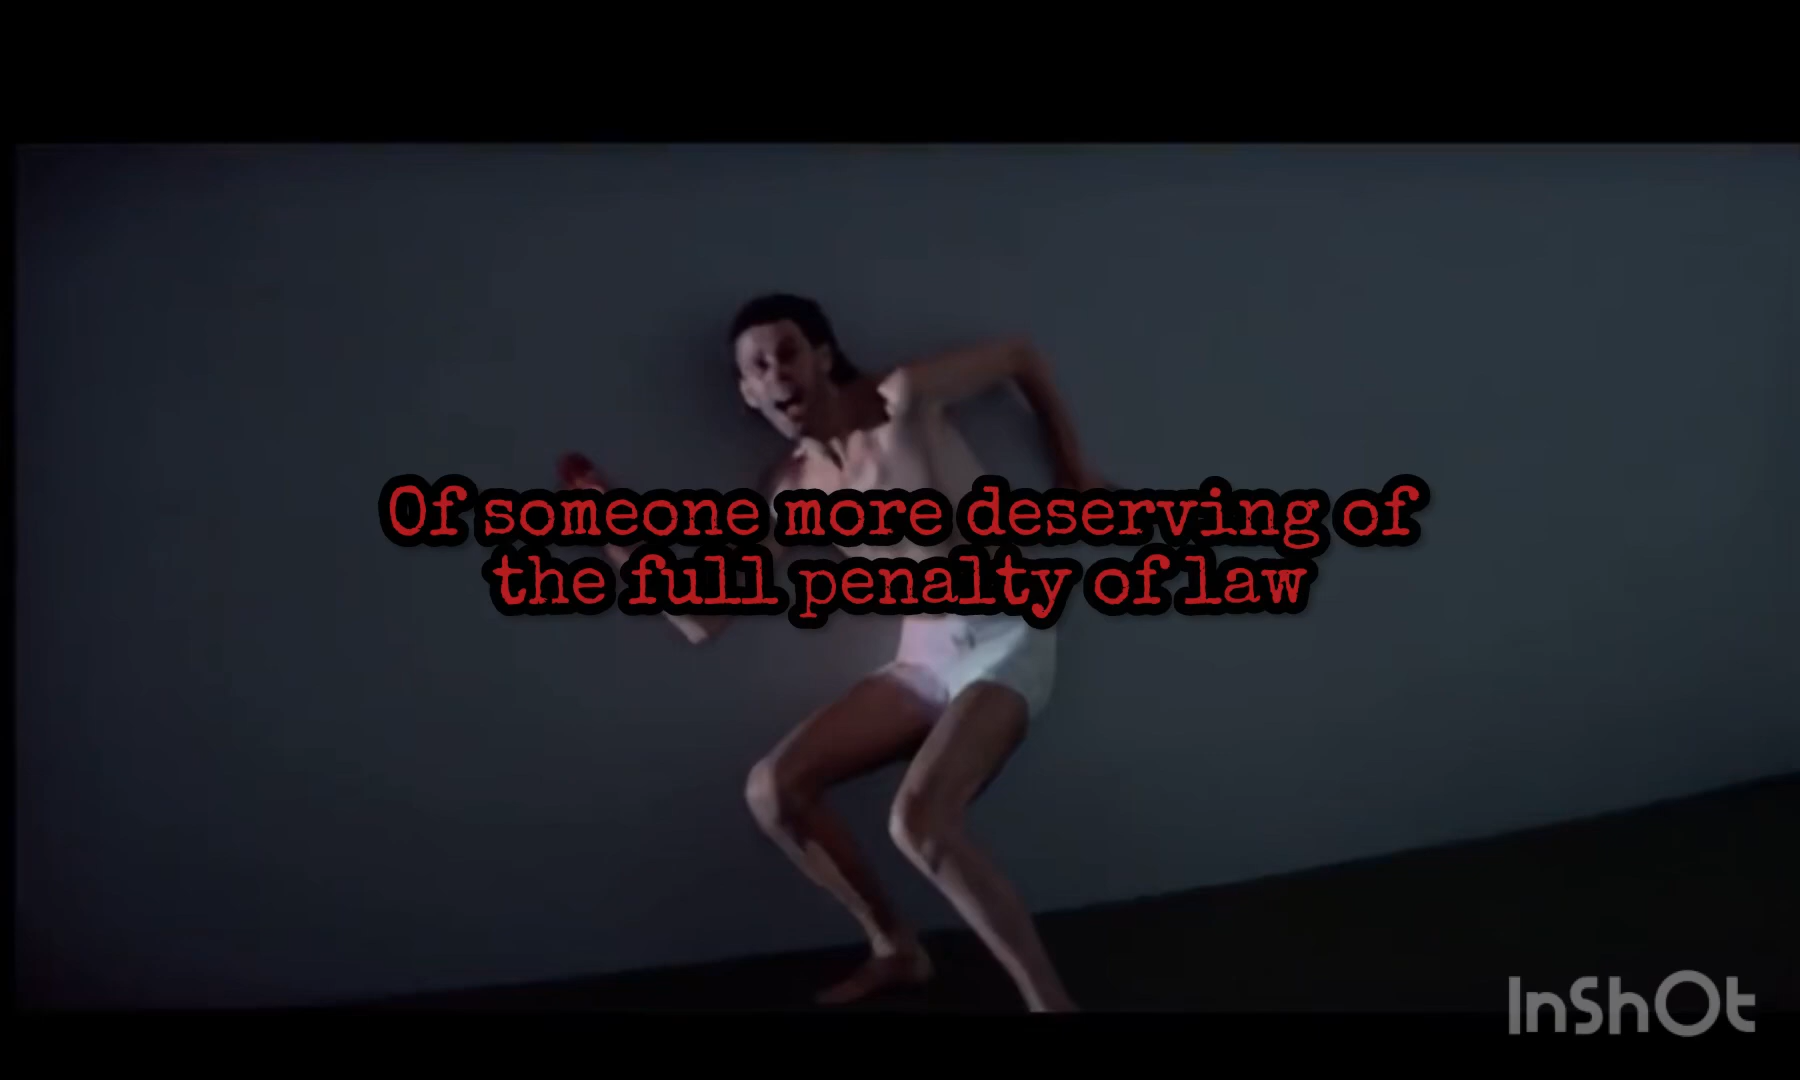 Of someone more deserving of
the full penalty of law
InShOt